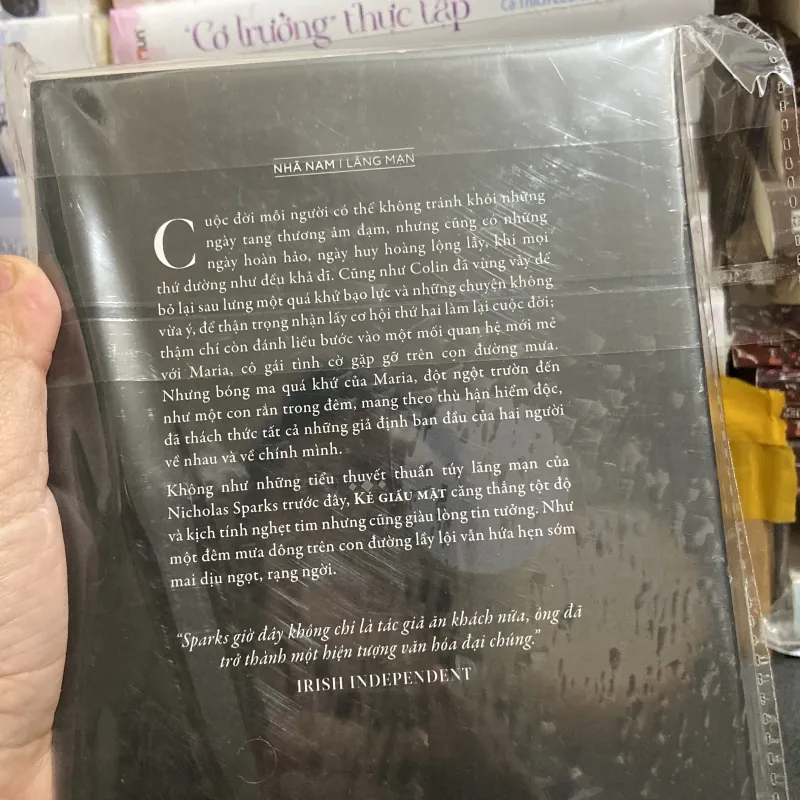 "Cơ trưởng" thực tập
NHÃ NAM | LÃNG MẠN
Cuộc đời mỗi người có thể không tránh khỏi những
ngày tang thương ảm đạm, nhưng cũng có những
ngày hoàn hảo, ngày huy hoàng lộng lẫy, khi mọi
thứ dường như đều khả dĩ. Cũng như Colin đã vùng vẫy để
bỏ lại sau lưng một quá khứ bạo lực và những chuyện không
vừa ý, để thận trọng nhận lấy cơ hội thứ hai làm lại cuộc đời;
thậm chí còn đánh liều bước vào một mối quan hệ mới mẻ
với Maria, cô gái tình cờ gặp gỡ trên con đường mưa.
Nhưng bóng ma quá khứ của Maria, đột ngột trườn đến
như một con rắn trong đêm, mang theo thù hận hiểm độc,
đã thách thức tất cả những giả định ban đầu của hai người
về nhau và về chính mình.
Không như những tiểu thuyết thuần túy lãng mạn của
Nicholas Sparks trước đây, KẺ GIẤU MẶT căng thẳng tột độ
và kịch tính nghẹt tim nhưng cũng giàu lòng tin tưởng. Như
một đêm mưa dông trên con đường lầy lội vẫn hứa hẹn sớm
mai dịu ngọt, rạng ngời.
"Sparks giờ đây không chỉ là tác giả ăn khách nữa, ông đã
trở thành một hiện tượng văn hóa đại chúng."
IRISH INDEPENDENT